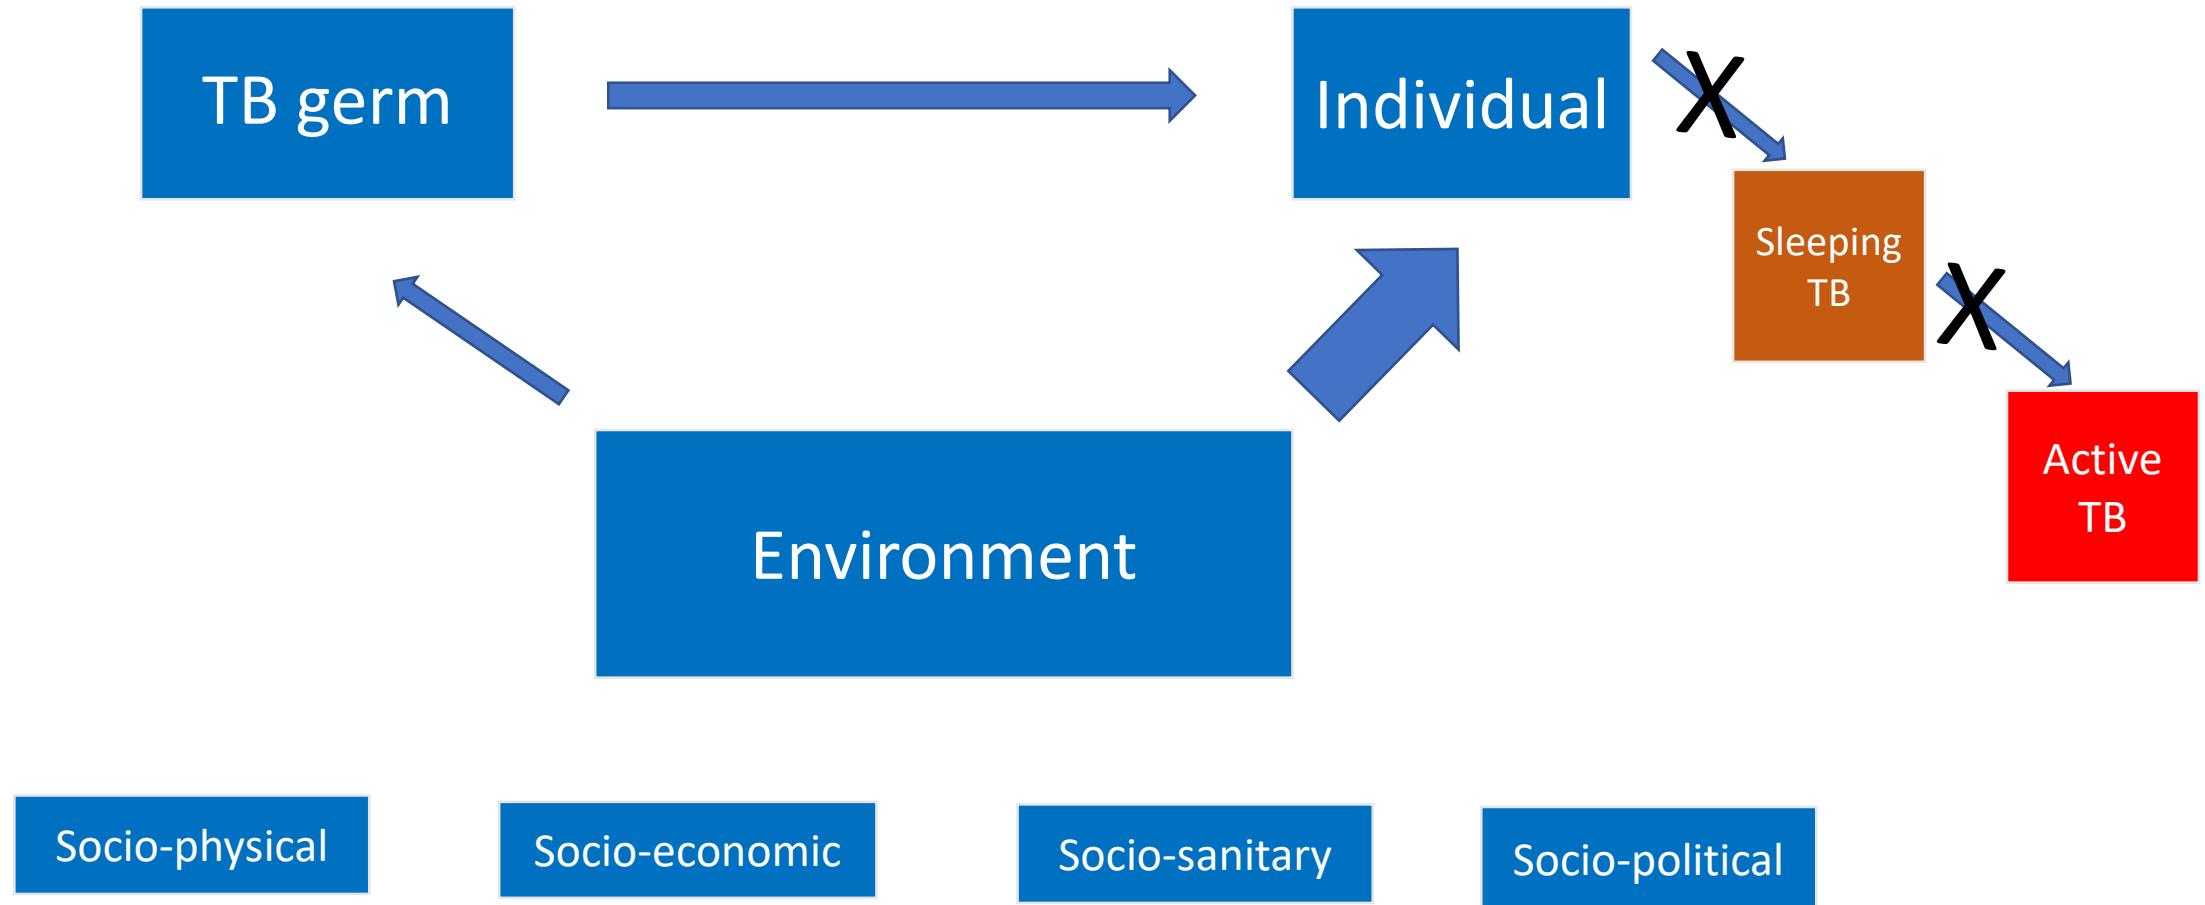 TB germ
Individual
X
Sleeping
TB
X
Active
TB
Environment
Socio-physical
Socio-economic
Socio-sanitary
Socio-political